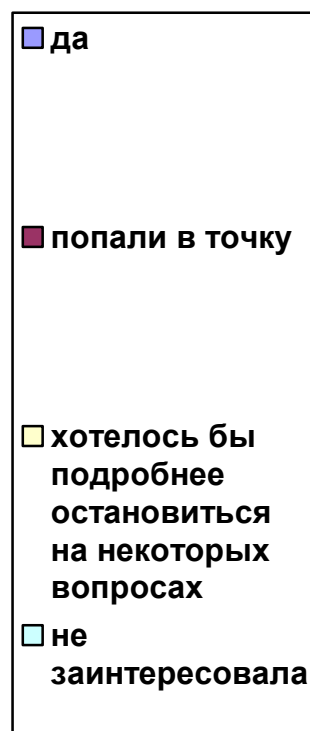 да
попали в точку
хотелось бы
подробнее
остановиться
на некоторых
вопросах
не
заинтересовала